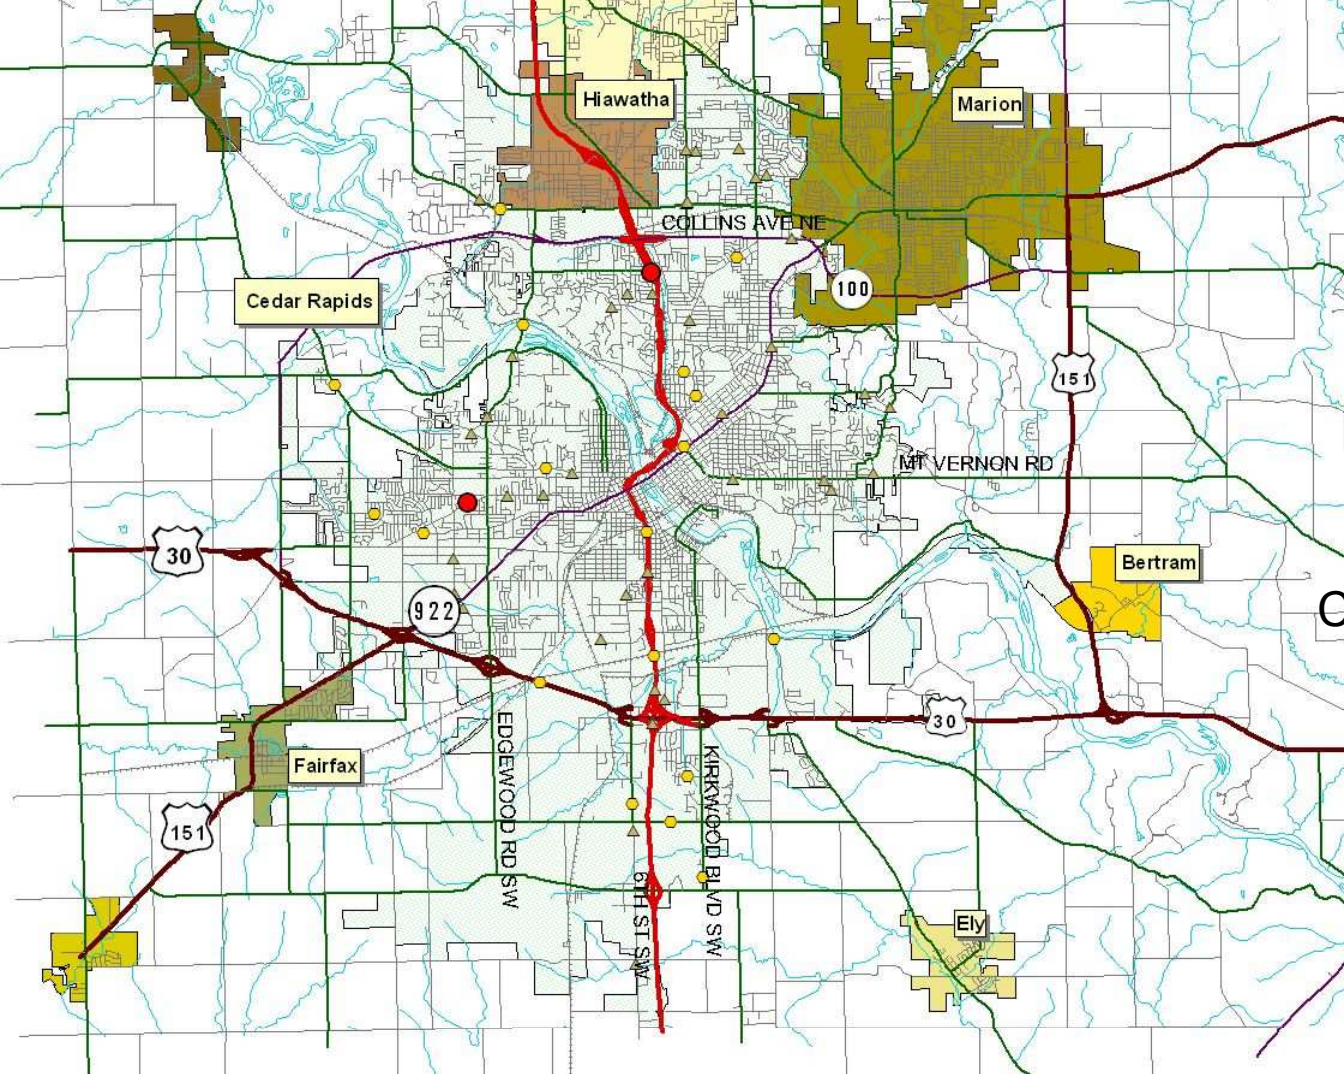 Hiawatha
Marion
COLLINS AVE NE
100
Cedar Rapids
151
MT VERNON RD
30
Bertram
922
C
30
EDGEWOOD RD SW
KIRKWOOD BLVD SW
Fairfax
151
6TH ST SW
Ely